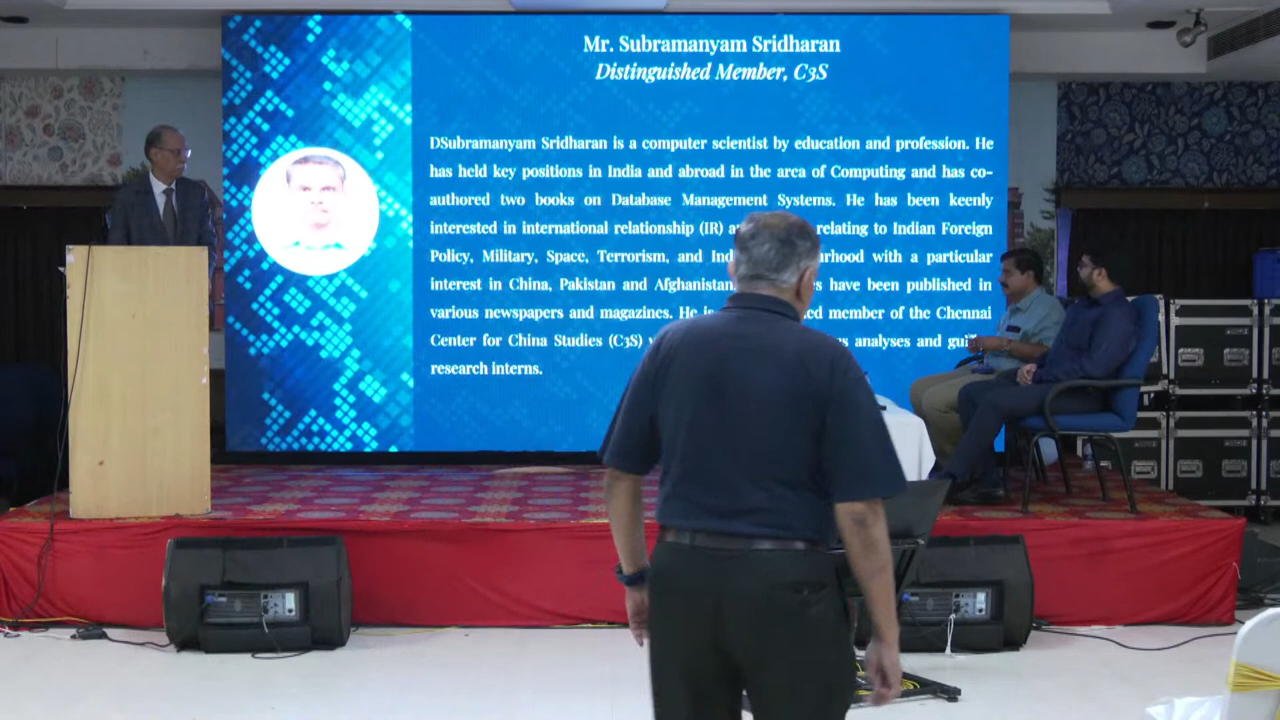 Mr. Subramanyam Sridharan
Distinguished Member, C3S
DSubramanyam Sridharan is a computer scientist by education and profession. He
has held key positions in India and abroad in the area of Computing and has co-
authored two books on Database Management Systems. He has been keenly
interested in international relationship (IR) relating to Indian Foreign
Policy, Military, Space, Terrorism, and with a particular
interest in China, Pakistan and Afghanistan have been published in
various newspapers and magazines. He is member of the Chennai
Center for China Studies (C3S) analyses and
research interns.